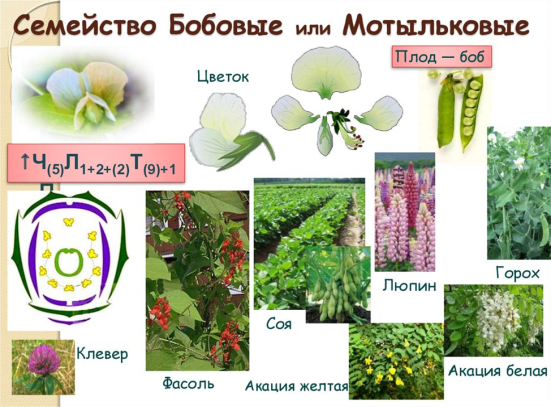 Семейство Бобовые или Мотыльковые
Плод — боб
Цветок
↑Ч(5)Л1+2+(2)Т(9)+1
П
Горох
Люпин
Соя
Клевер
Фасоль
Акация желтая
Акация белая